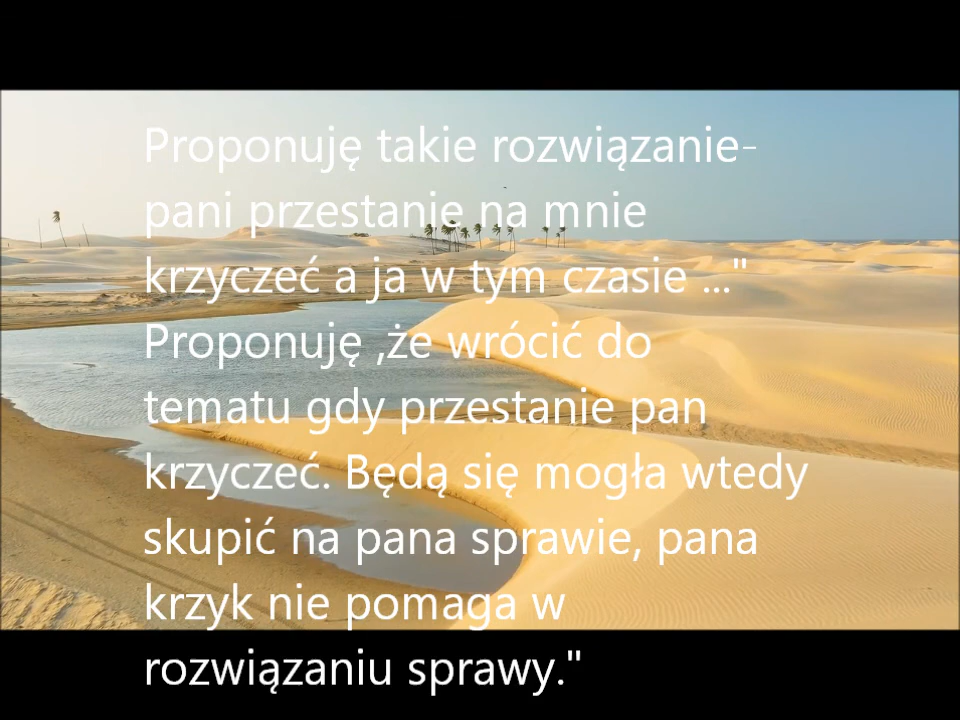 Proponuję takie rozwiązanie-
pani przestanie na mnie
krzyczeć a ja w tym czasie ..."
Proponuję ,że wrócić do
tematu gdy przestanie pan
krzyczeć. Będą się mogła wtedy
skupić na pana sprawie, pana
krzyk nie pomaga w
rozwiązaniu sprawy."